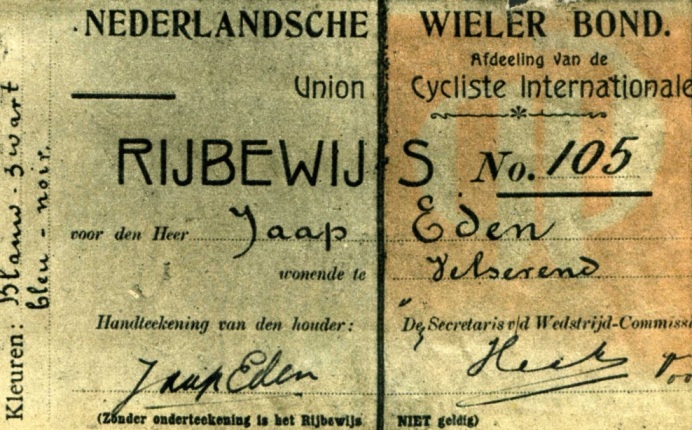 NEDERLANDSCHE WIELER BOND.
Afdeeling van de
Union Cycliste Internationale
RIJBEWIJS No. 105
voor den Heer Jaap Eden
wonende te Velserend
Handteekening van den houder: De Secretaris v/d Wedstrijd-Commissi
Jaap Eden
(Zonder onderteekening is het Rijbewijs NIET geldig)
Kleuren: Blauw - zwart
bleu - noir.